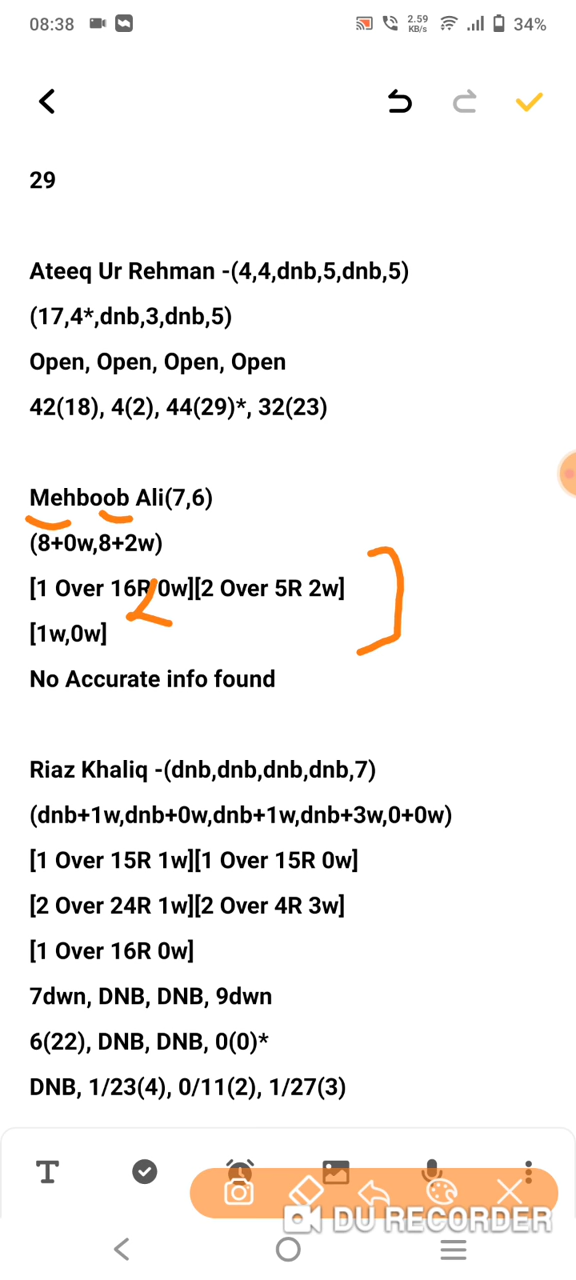 08:38 2.59 KB/s 34%
29
Ateeq Ur Rehman -(4,4,dnb,5,dnb,5)
(17,4*,dnb,3,dnb,5)
Open, Open, Open, Open
42(18), 4(2), 44(29)*, 32(23)
Mehboob Ali(7,6)
(8+0w,8+2w)
[1 Over 16R 0w][2 Over 5R 2w]
[1w,0w]
No Accurate info found
Riaz Khaliq -(dnb,dnb,dnb,dnb,7)
(dnb+1w,dnb+0w,dnb+1w,dnb+3w,0+0w)
[1 Over 15R 1w][1 Over 15R 0w]
[2 Over 24R 1w][2 Over 4R 3w]
[1 Over 16R 0w]
7dwn, DNB, DNB, 9dwn
6(22), DNB, DNB, 0(0)*
DNB, 1/23(4), 0/11(2), 1/27(3)
T
DU RECORDER